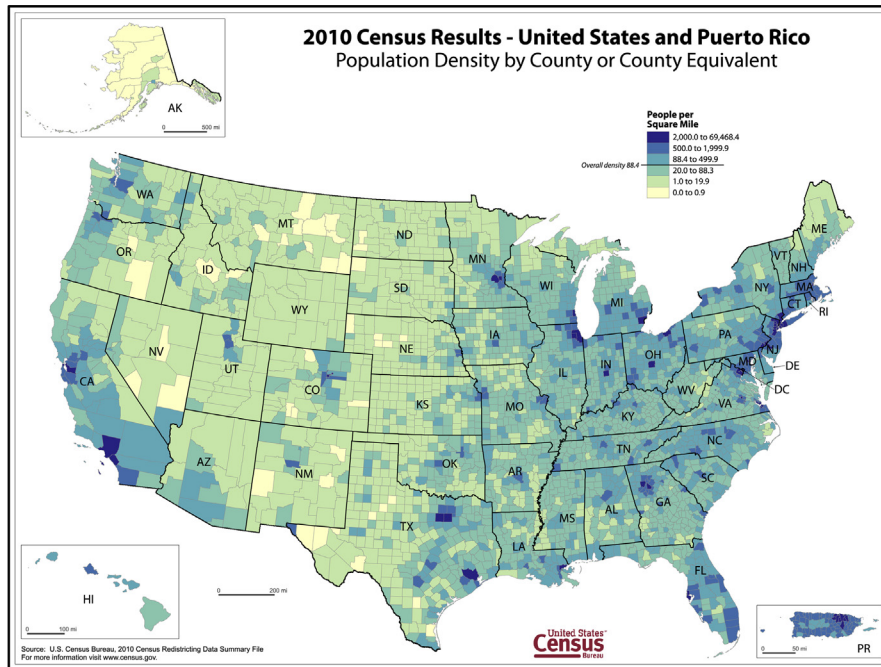 2010 Census Results - United States and Puerto Rico
Population Density by County or County Equivalent
People per
Square Mile
2,000.0 to 69,468.4
500.0 to 1,999.9
88.4 to 499.9
Overall density 88.4
20.0 to 88.3
1.0 to 19.9
0.0 to 0.9
AK
0 500 mi
WA
MT
ND
MN
ME
OR
ID
SD
WI
MI
VT
NH
NY
MA
CT
RI
WY
IA
PA
NJ
NV
NE
IL
IN
OH
MD
DE
DC
UT
CO
CA
KS
MO
WV
VA
KY
NC
TN
AZ
NM
OK
AR
SC
TX
MS
AL
GA
LA
FL
HI
0 100 mi
0 200 mi
0 50 mi
PR
Source: U.S. Census Bureau, 2010 Census Redistricting Data Summary File
For more information visit www.census.gov.
United States'
Census
Bureau